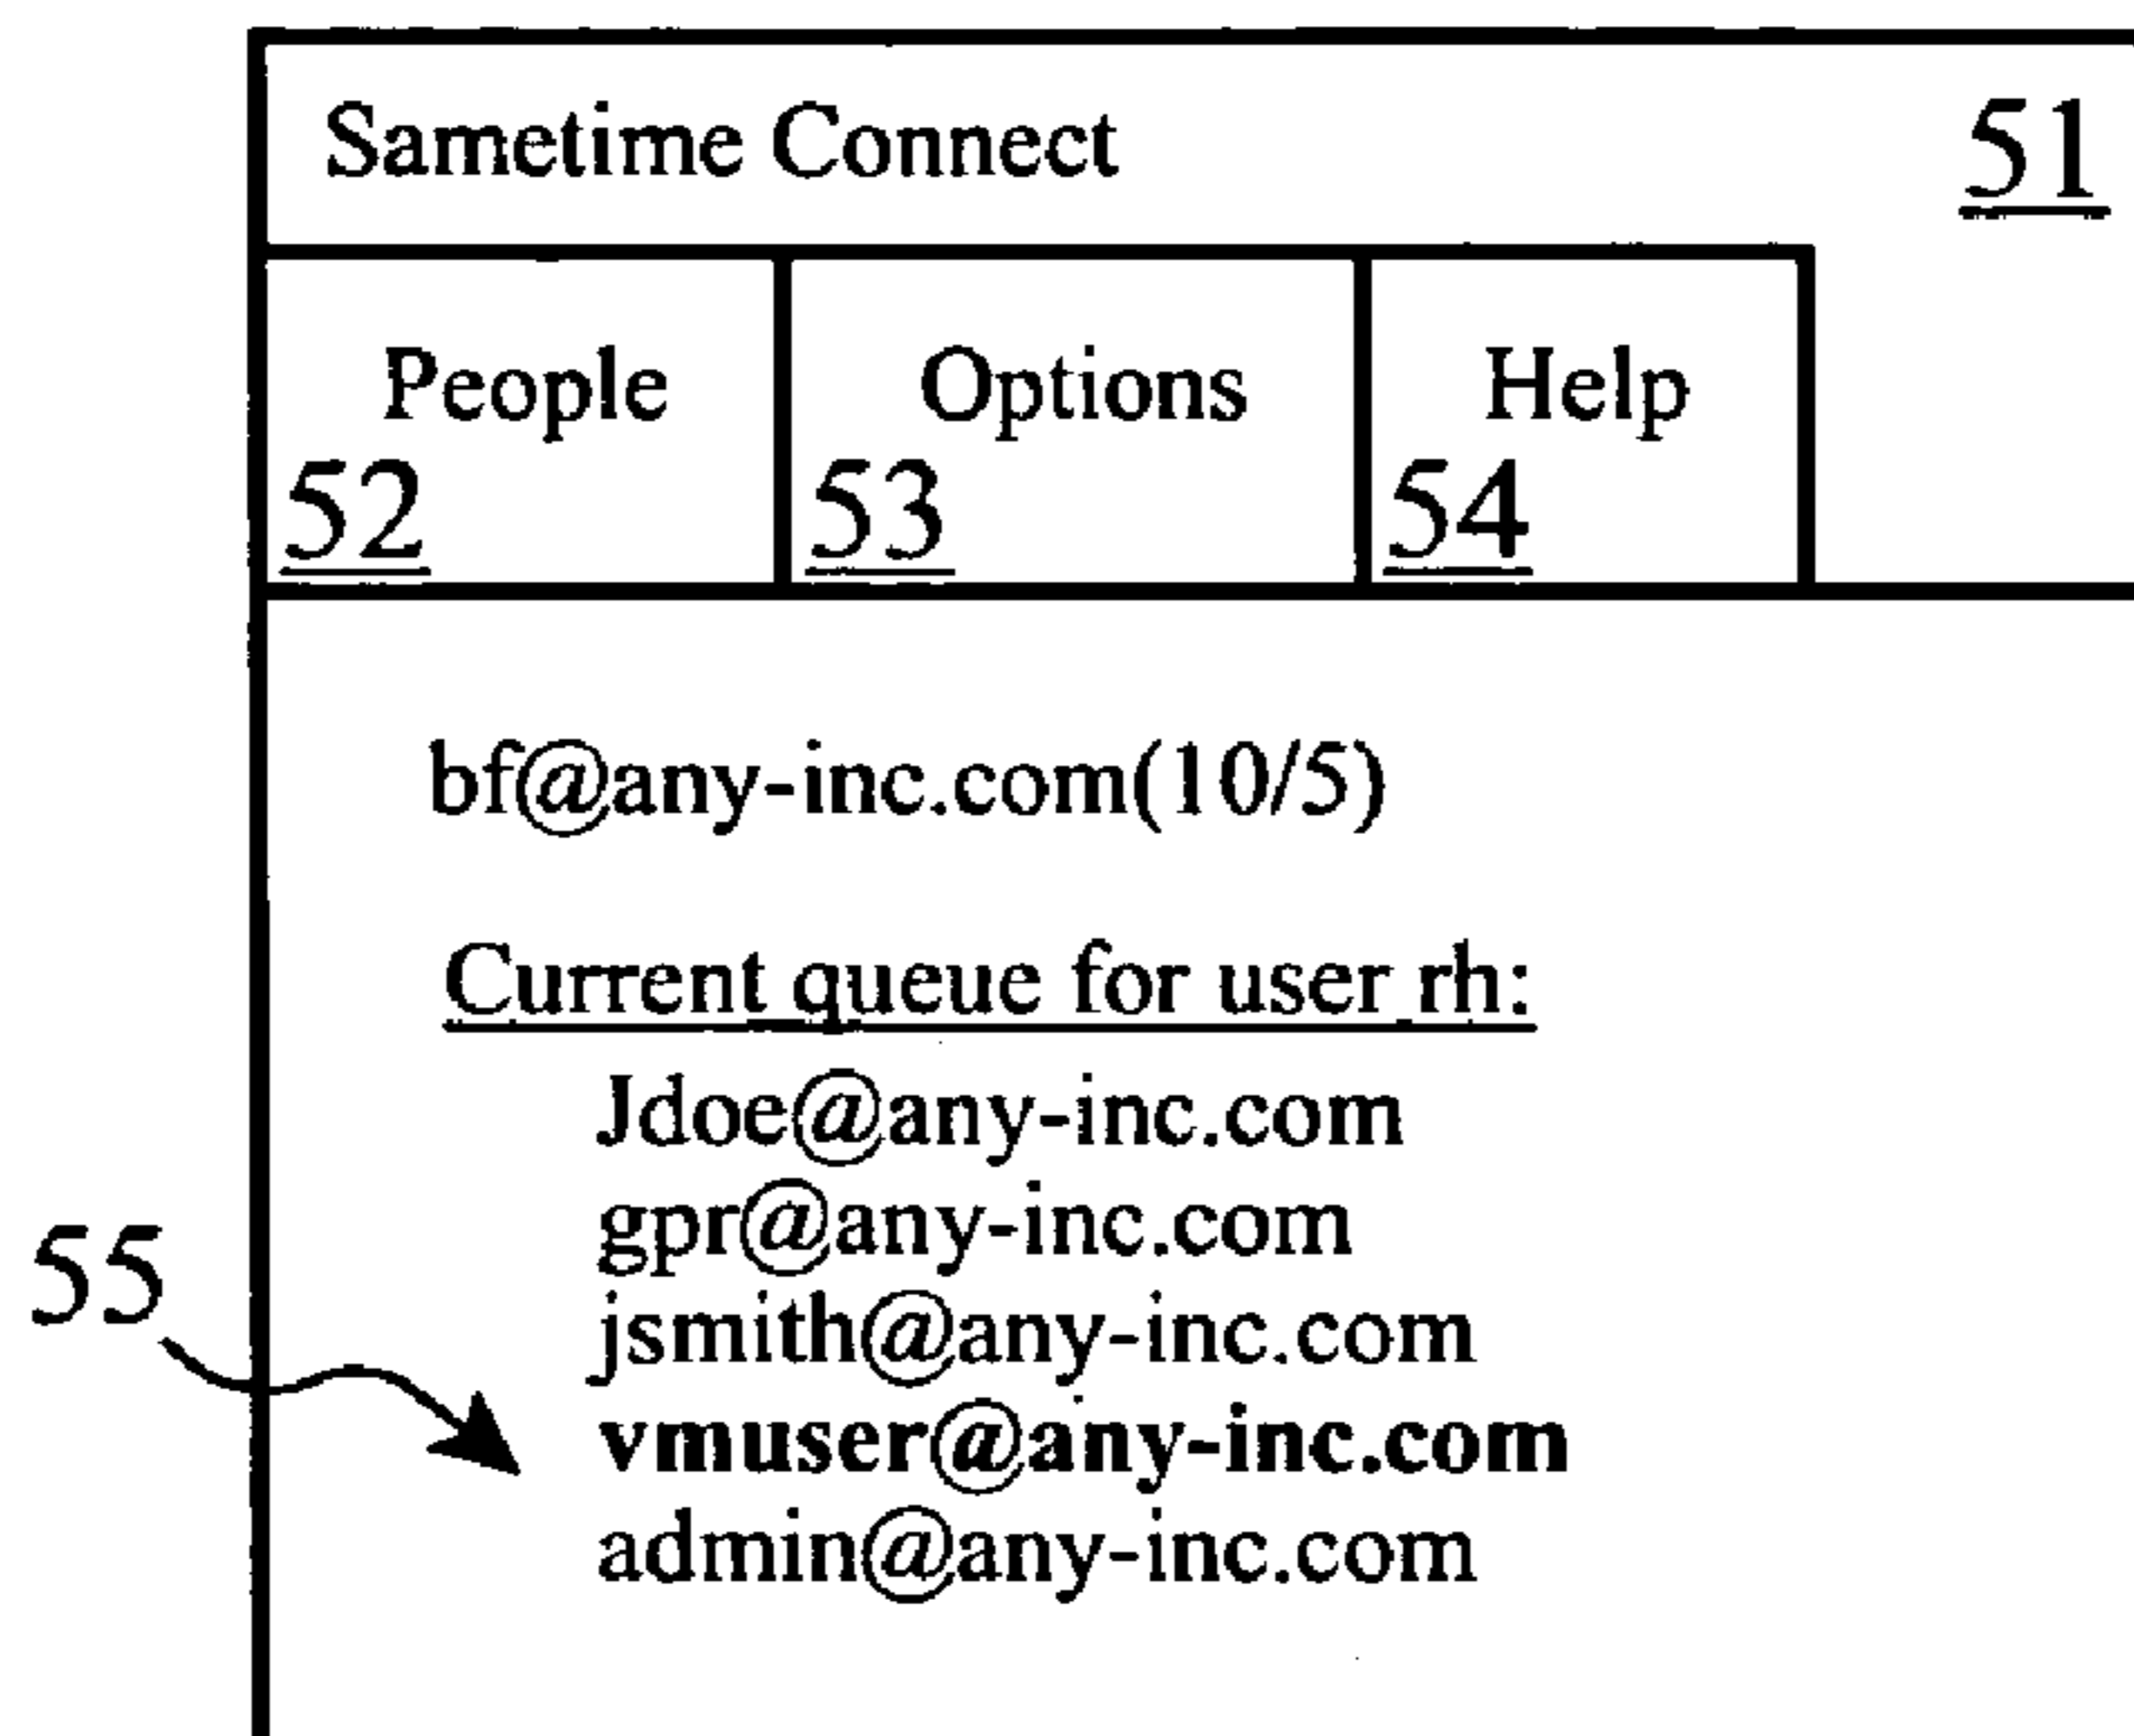 Sametime Connect 51
People Options Help
52 53 54
bf@any-inc.com(10/5)
Current queue for user rh:
Jdoe@any-inc.com
gpr@any-inc.com
55
jsmith@any-inc.com
vmuser@any-inc.com
admin@any-inc.com